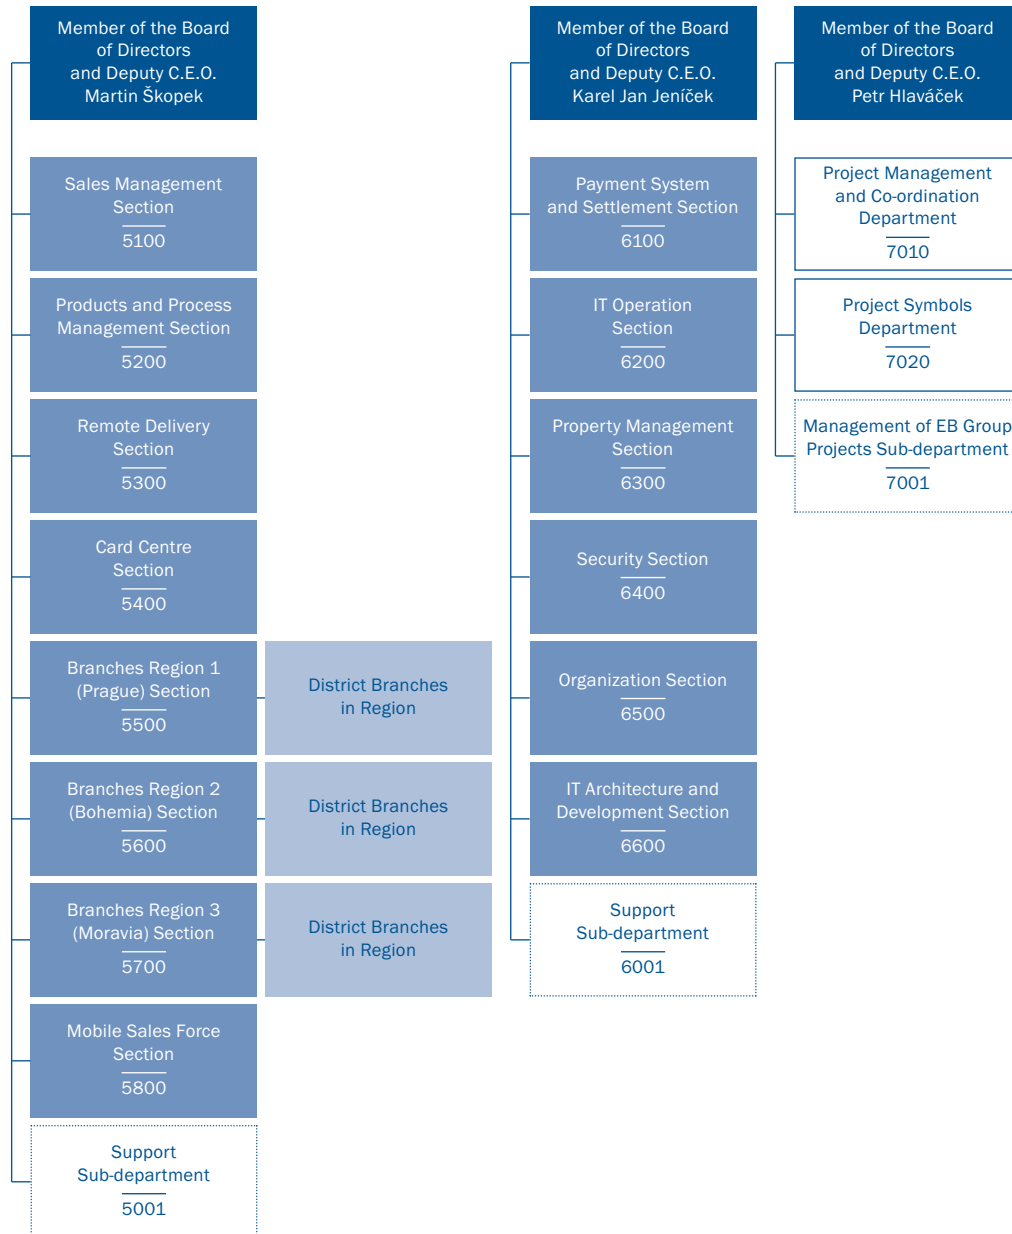 Member of the Board
of Directors
and Deputy C.E.O.
Martin Škopek
Sales Management
Section
5100
Products and Process
Management Section
5200
Remote Delivery
Section
5300
Card Centre
Section
5400
Branches Region 1
(Prague) Section
5500
District Branches
in Region
Branches Region 2
(Bohemia) Section
5600
District Branches
in Region
Branches Region 3
(Moravia) Section
5700
District Branches
in Region
Mobile Sales Force
Section
5800
Support
Sub-department
5001
Member of the Board
of Directors
and Deputy C.E.O.
Karel Jan Jeníček
Payment System
and Settlement Section
6100
IT Operation
Section
6200
Property Management
Section
6300
Security Section
6400
Organization Section
6500
IT Architecture and
Development Section
6600
Support
Sub-department
6001
Member of the Board
of Directors
and Deputy C.E.O.
Petr Hlaváček
Project Management
and Co-ordination
Department
7010
Project Symbols
Department
7020
Management of EB Group
Projects Sub-department
7001